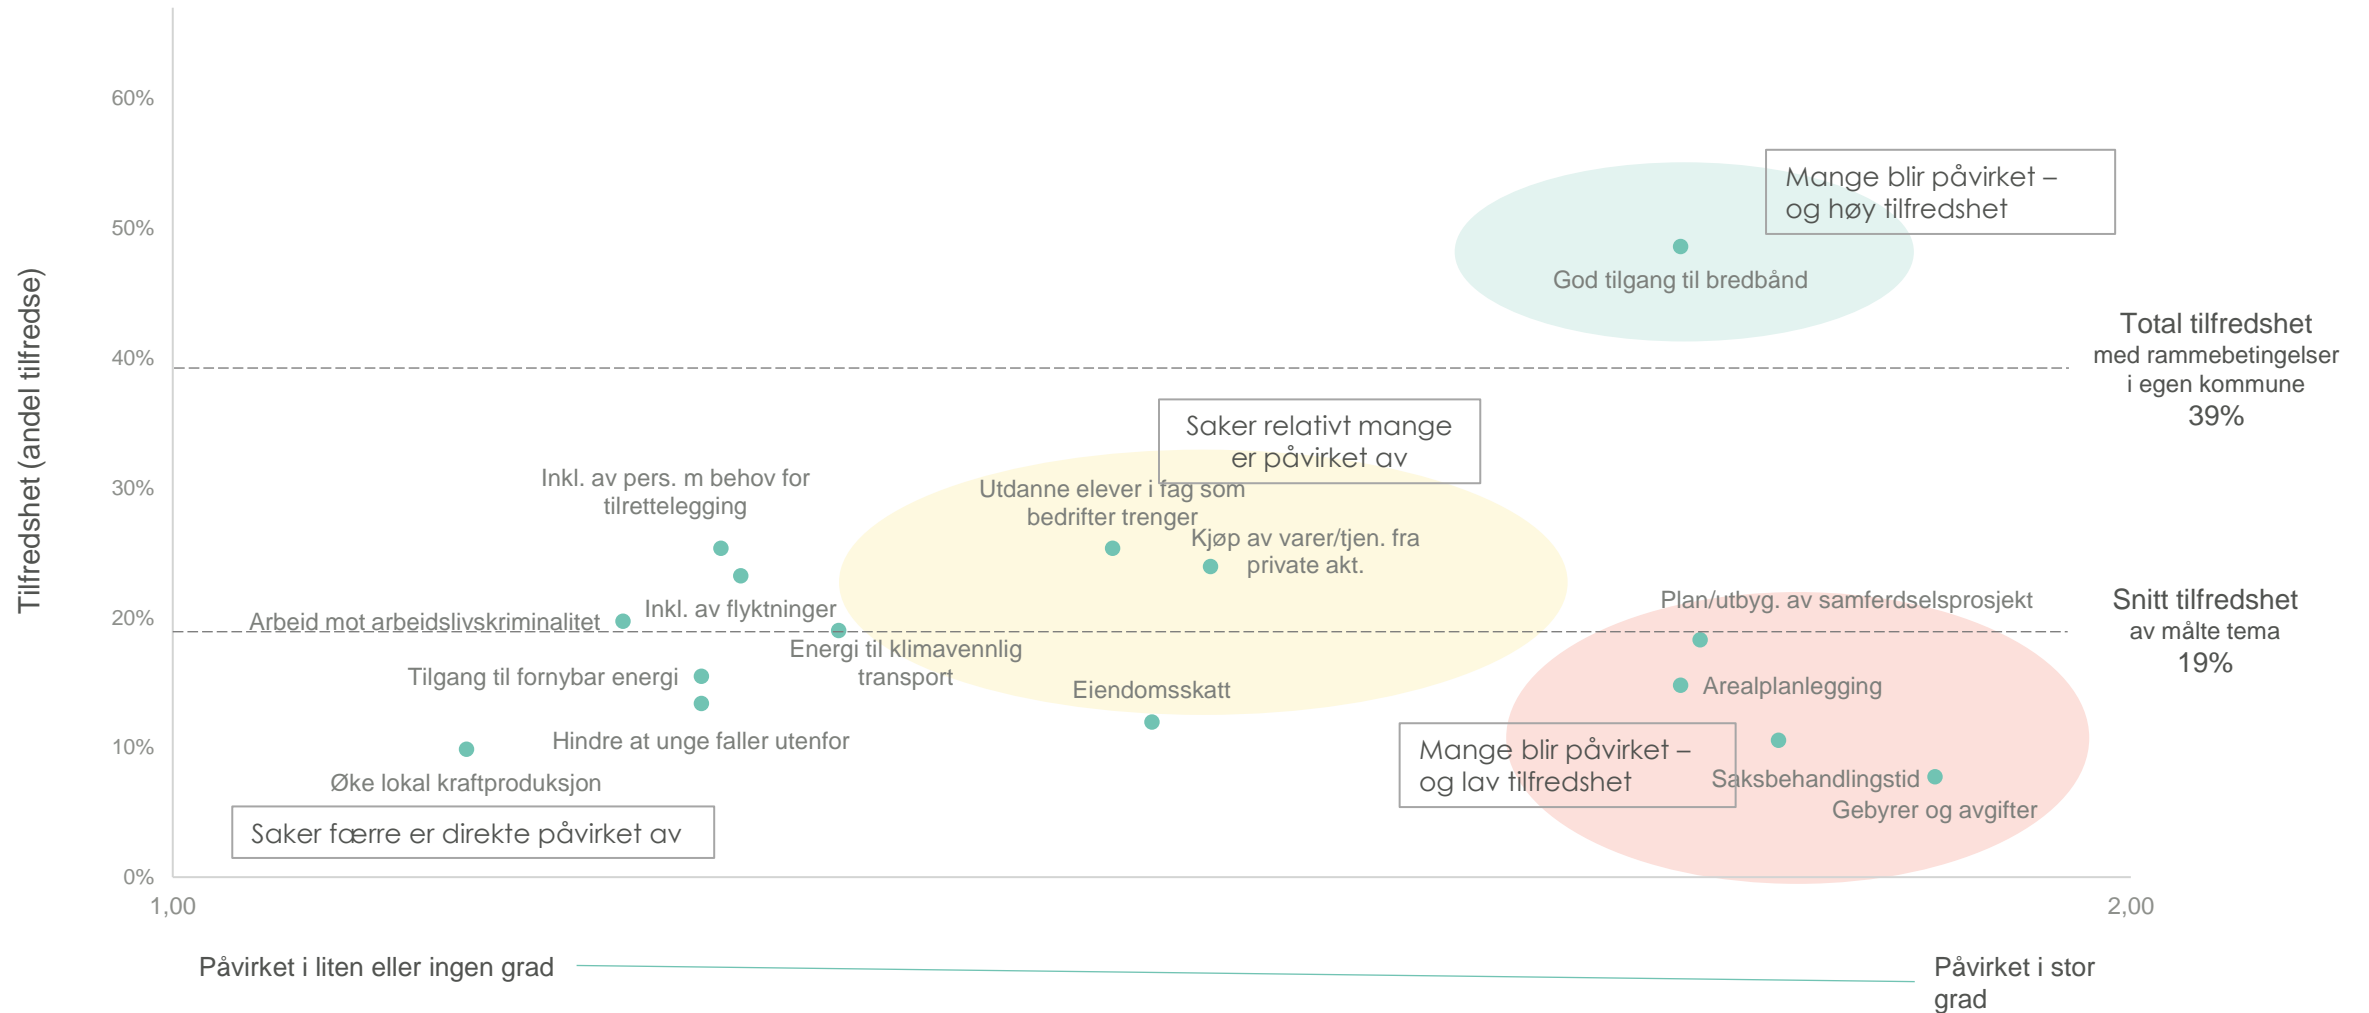 Tilfredshet (andel tilfredse)
60%
50%
40%
30%
20%
10%
0%
1,00
2,00
Mange blir påvirket –
og høy tilfredshet
God tilgang til bredbånd
Total tilfredshet
med rammebetingelser
i egen kommune
39%
Saker relativt mange
er påvirket av
Inkl. av pers. m behov for
tilrettelegging
Utdanne elever i fag som
bedrifter trenger
Kjøp av varer/tjen. fra
private akt.
Arbeid mot arbeidslivskriminalitet
Inkl. av flyktninger
Plan/utbyg. av samferdselsprosjekt
Snitt tilfredshet
av målte tema
19%
Energi til klimavennlig
transport
Tilgang til fornybar energi
Eiendomsskatt
Arealplanlegging
Hindre at unge faller utenfor
Mange blir påvirket –
og lav tilfredshet
Øke lokal kraftproduksjon
Saksbehandlingstid
Gebyrer og avgifter
Saker færre er direkte påvirket av
Påvirket i liten eller ingen grad
Påvirket i stor
grad